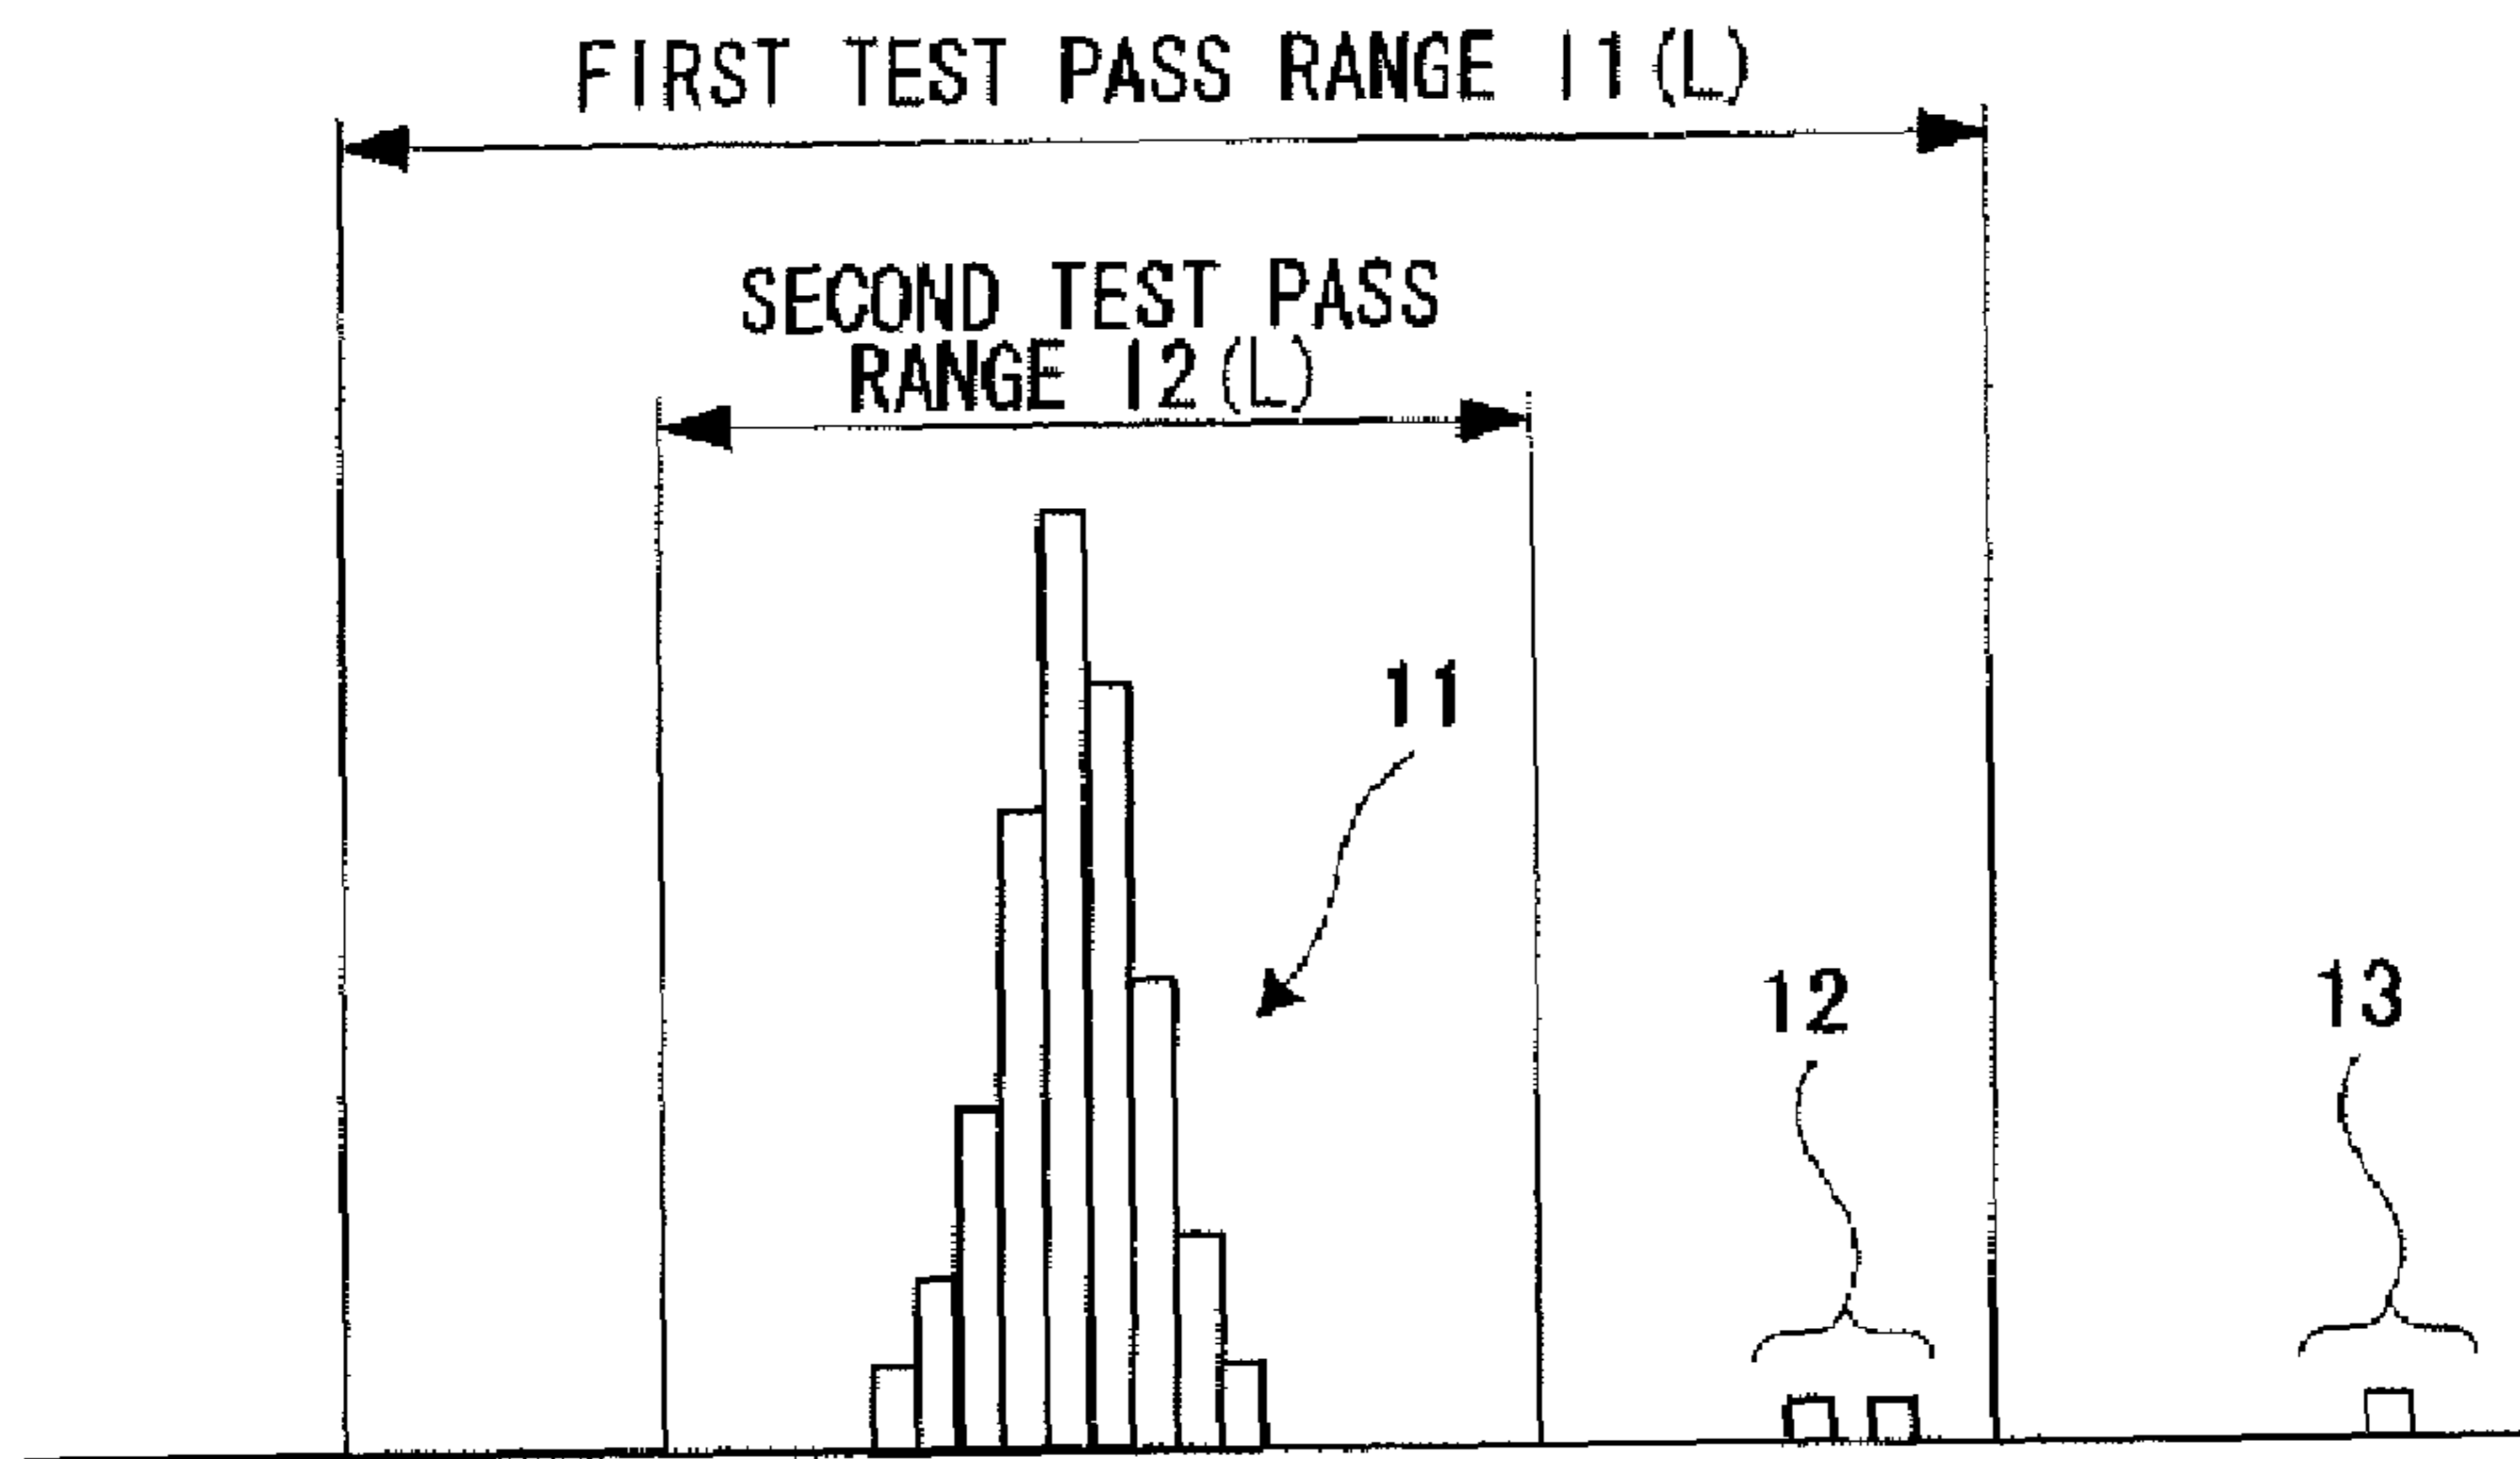 FIRST TEST PASS RANGE I1(L)
SECOND TEST PASS
RANGE I2(L)
11
12
13